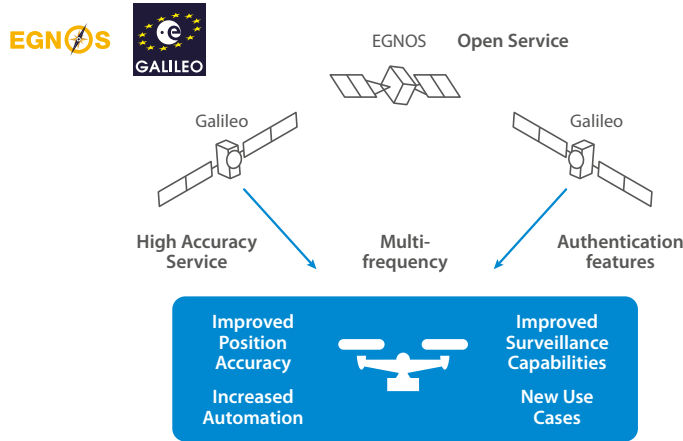 EGNOS
GALILEO
EGNOS Open Service
Galileo
Galileo
High Accuracy
Service
Multi-
frequency
Authentication
features
Improved
Position
Accuracy
Improved
Surveillance
Capabilities
Increased
Automation
New Use
Cases